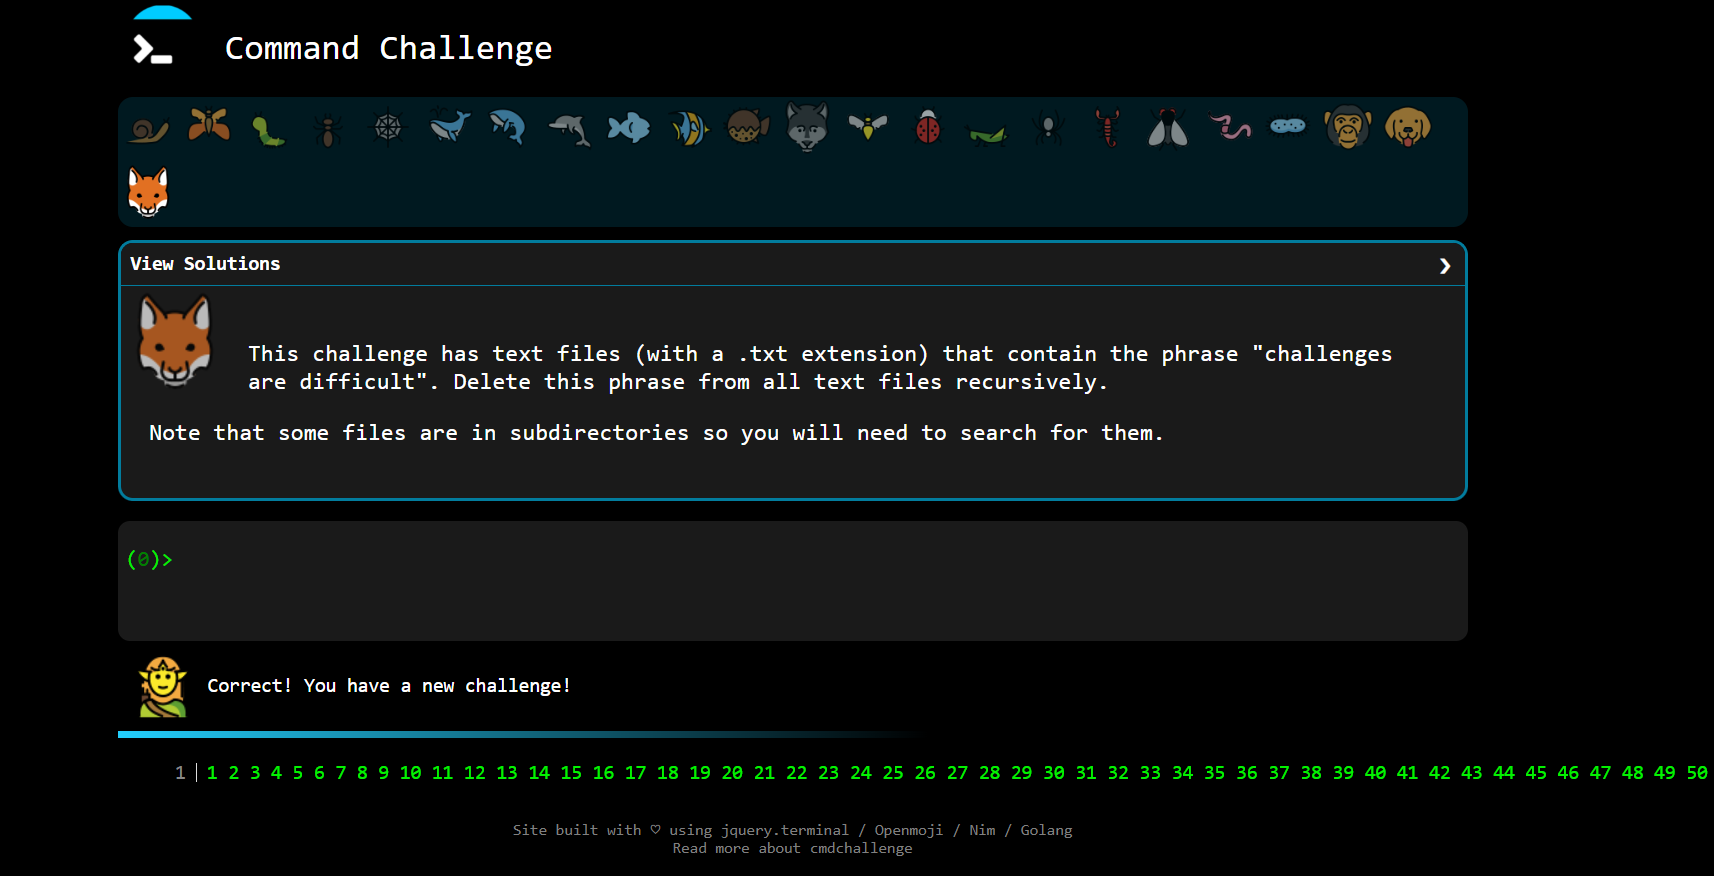 Command Challenge
View Solutions
This challenge has text files (with a .txt extension) that contain the phrase "challenges
are difficult". Delete this phrase from all text files recursively.
Note that some files are in subdirectories so you will need to search for them.
(0)>
Correct! You have a new challenge!
1 | 1 2 3 4 5 6 7 8 9 10 11 12 13 14 15 16 17 18 19 20 21 22 23 24 25 26 27 28 29 30 31 32 33 34 35 36 37 38 39 40 41 42 43 44 45 46 47 48 49 50
Site built with ♡ using jquery.terminal / Openmoji / Nim / Golang
Read more about cmdchallenge